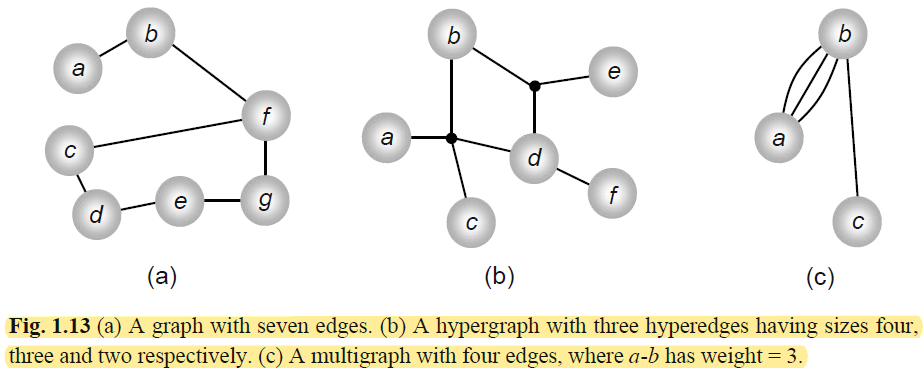 b
a
f
c
d
e
g
(a)
b
e
a
d
f
c
(b)
b
a
c
(c)
Fig. 1.13 (a) A graph with seven edges. (b) A hypergraph with three hyperedges having sizes four,
three and two respectively. (c) A multigraph with four edges, where a-b has weight = 3.